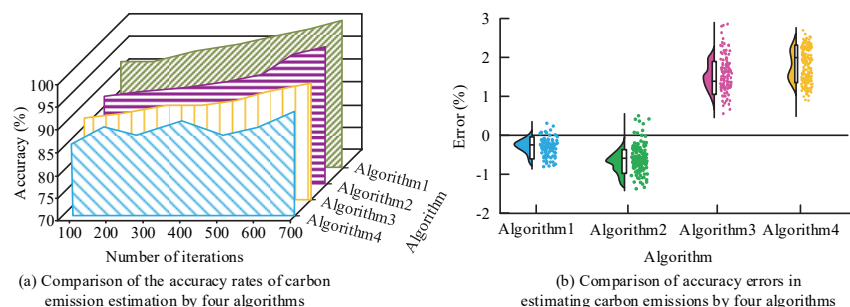 100
95
90
85
80
75
70
Accuracy (%)
100 200 300 400 500 600 700
Number of iterations
Algorithm1
Algorithm2
Algorithm3
Algorithm4
Algorithm
(a) Comparison of the accuracy rates of carbon
emission estimation by four algorithms
3
2
1
0
-1
-2
Error (%)
Algorithm1 Algorithm2 Algorithm3 Algorithm4
Algorithm
(b) Comparison of accuracy errors in
estimating carbon emissions by four algorithms